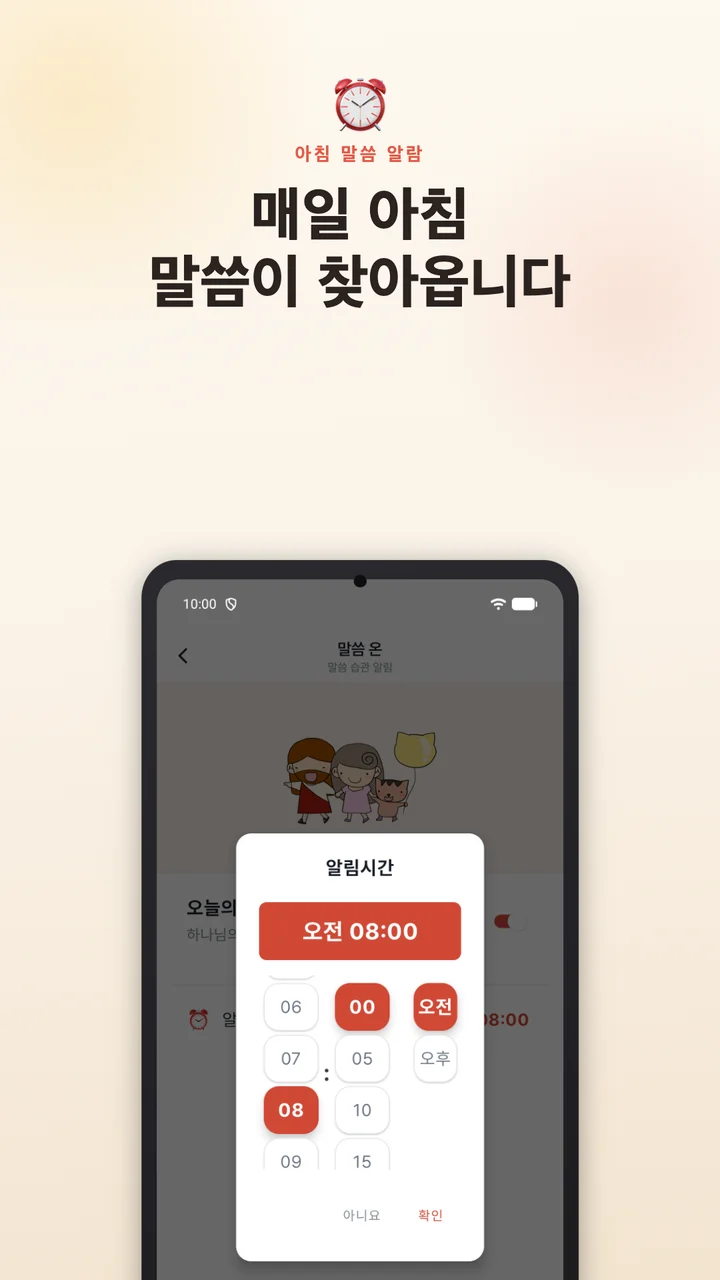 아침 말씀 알람
매일 아침
말씀이 찾아옵니다
10:00
말씀 온
말씀 습관 알림
알림시간
오늘의
오전 08:00
하나님의
06 00 오전
알 08:00
07 : 05 오후
08 10
09 15
아니요 확인